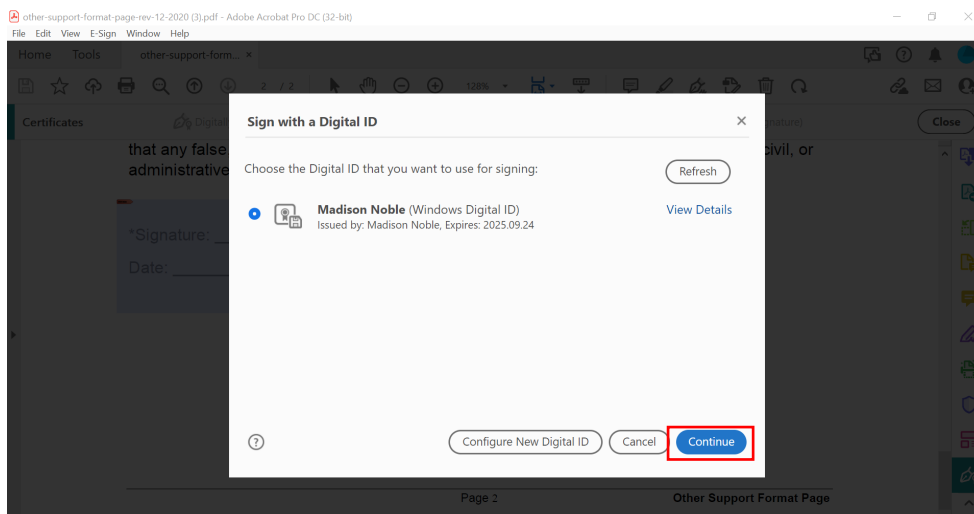 other-support-format-page-rev-12-2020 (3).pdf - Adobe Acrobat Pro DC (32-bit)
File Edit View E-Sign Window Help
Home Tools other-support-form... ×
2 / 2 128%
Certificates Digital gnature) Close
Sign with a Digital ID
that any false civil, or
administrative
Choose the Digital ID that you want to use for signing: Refresh
Madison Noble (Windows Digital ID) View Details
Issued by: Madison Noble, Expires: 2025.09.24
*Signature: __
Date: ______
Configure New Digital ID Cancel Continue
Page 2 Other Support Format Page